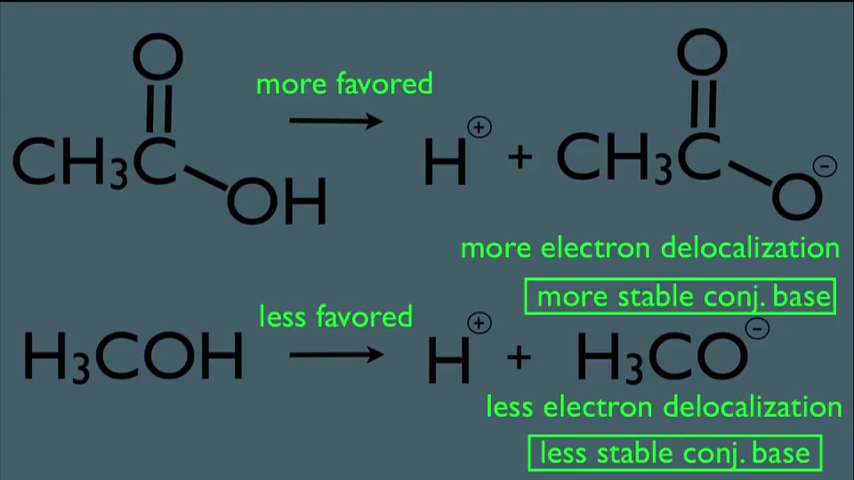 O O
more favored
CH₃C OH H⊕ + CH₃C O⊖
more electron delocalization
more stable conj. base
less favored
H₃COH H⊕ + H₃CO⊖
less electron delocalization
less stable conj. base